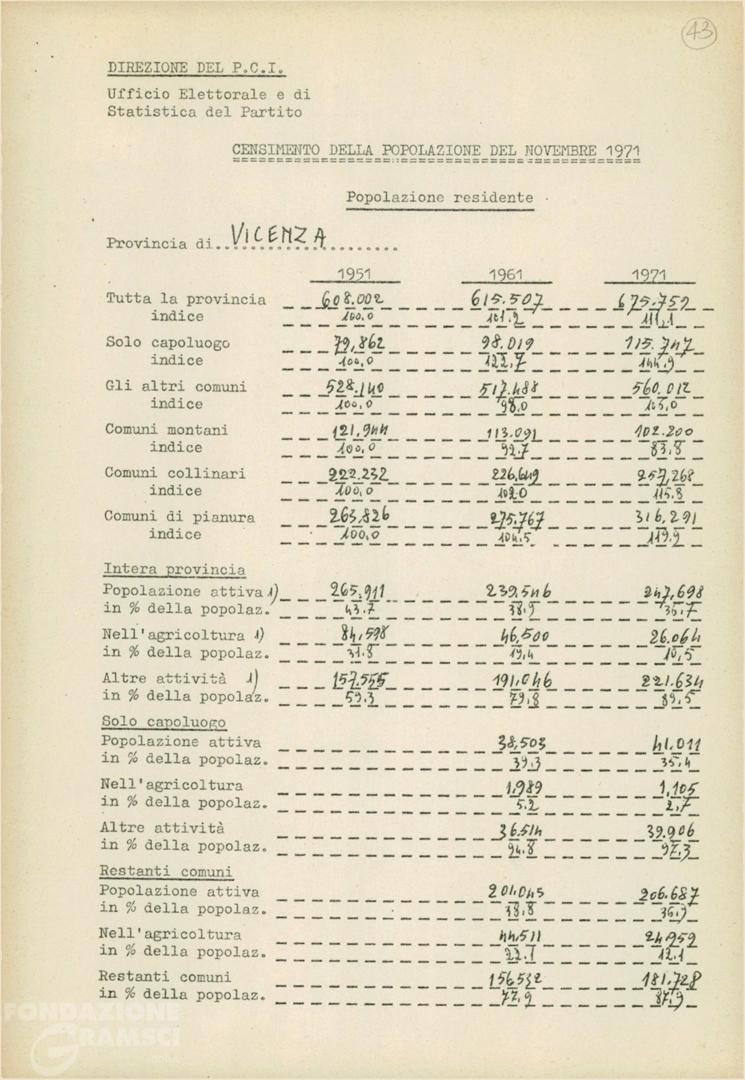 43
DIREZIONE DEL P.C.I.
Ufficio Elettorale e di
Statistica del Partito
CENSIMENTO DELLA POPOLAZIONE DEL NOVEMBRE 1971
Popolazione residente
Provincia di..VICENZA..........
1951 1961 1971
Tutta la provincia 608.002 615.507 675.759
indice 100.0 101.2 111.1
Solo capoluogo 79,862 98.019 115.747
indice 100,0 122,7 144,9
Gli altri comuni 528.140 517.488 560.012
indice 100,0 98,0 106,0
Comuni montani 121.944 113.091 102.200
indice 100,0 92.7 83,8
Comuni collinari 222.232 226,649 257,268
indice 100,0 102,0 115.8
Comuni di pianura 263,826 275.767 316,291
indice 100,0 104,5 119.9
Intera provincia
Popolazione attiva 1) 265,911 239.546 247,698
in % della popolaz. 43.7 38,9 36,7
Nell'agricoltura 1) 84,598 46,500 26.064
in % della popolaz. 31.8 19,4 10,5
Altre attività 1) 157.555 191.046 221.634
in % della popolaz. 59.3 79,8 89,5
Solo capoluogo
Popolazione attiva 38,503 41.011
in % della popolaz. 39,3 35.4
Nell'agricoltura 1,989 1,105
in % della popolaz. 5.2 2,7
Altre attività 36.514 39.906
in % della popolaz. 94.8 97,3
Restanti comuni
Popolazione attiva 201.045 206.687
in % della popolaz. 38,8 36,9
Nell'agricoltura 44.511 24959
in % della popolaz. 22.1 12.1
Restanti comuni 156.532 181.728
in % della popolaz. 77,9 87,9
FONDAZIONE
GRAMSCI